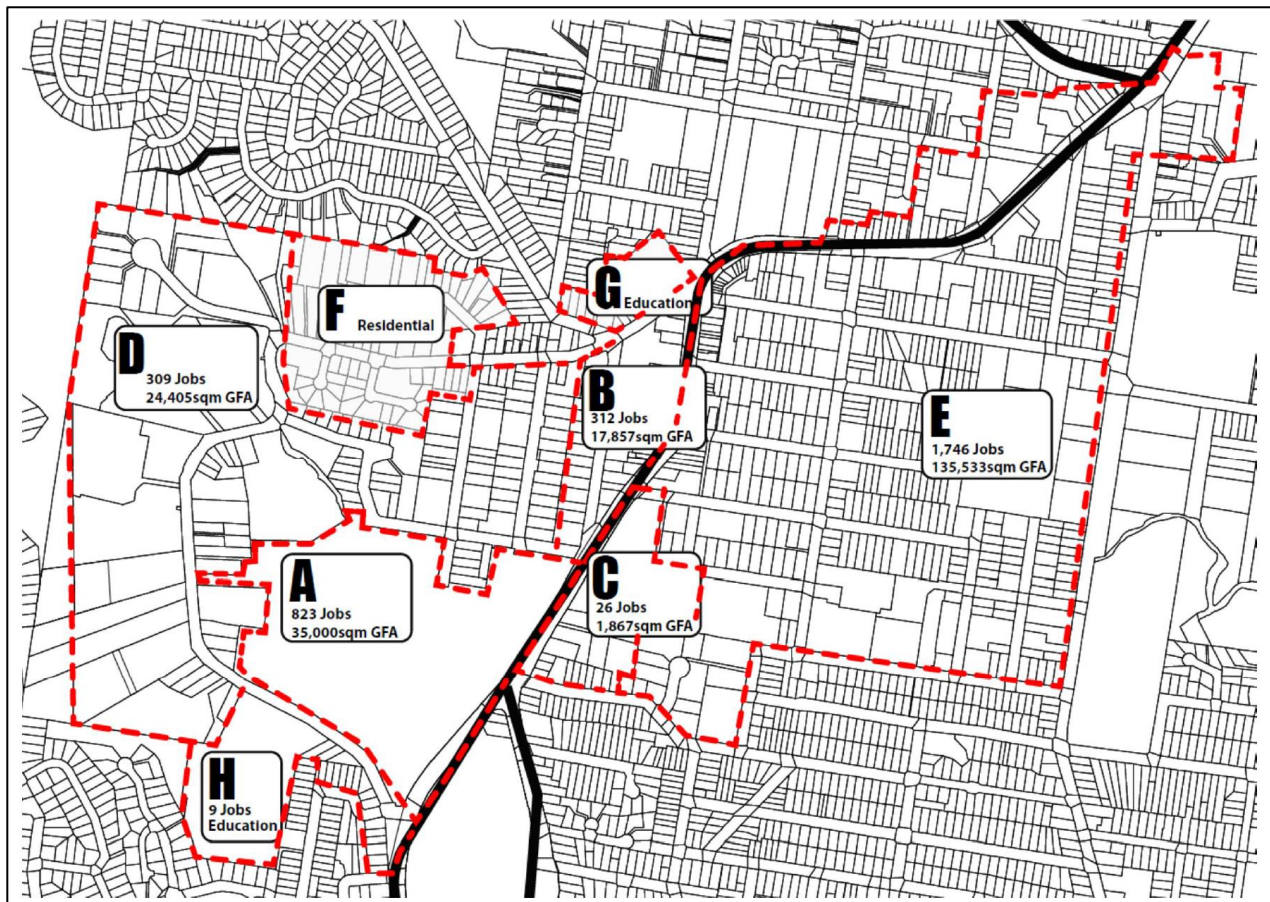 G
Education
F
Residential
D
309 Jobs
24,405sqm GFA
B
312 Jobs
17,857sqm GFA
E
1,746 Jobs
135,533sqm GFA
A
823 Jobs
35,000sqm GFA
C
26 Jobs
1,867sqm GFA
H
9 Jobs
Education